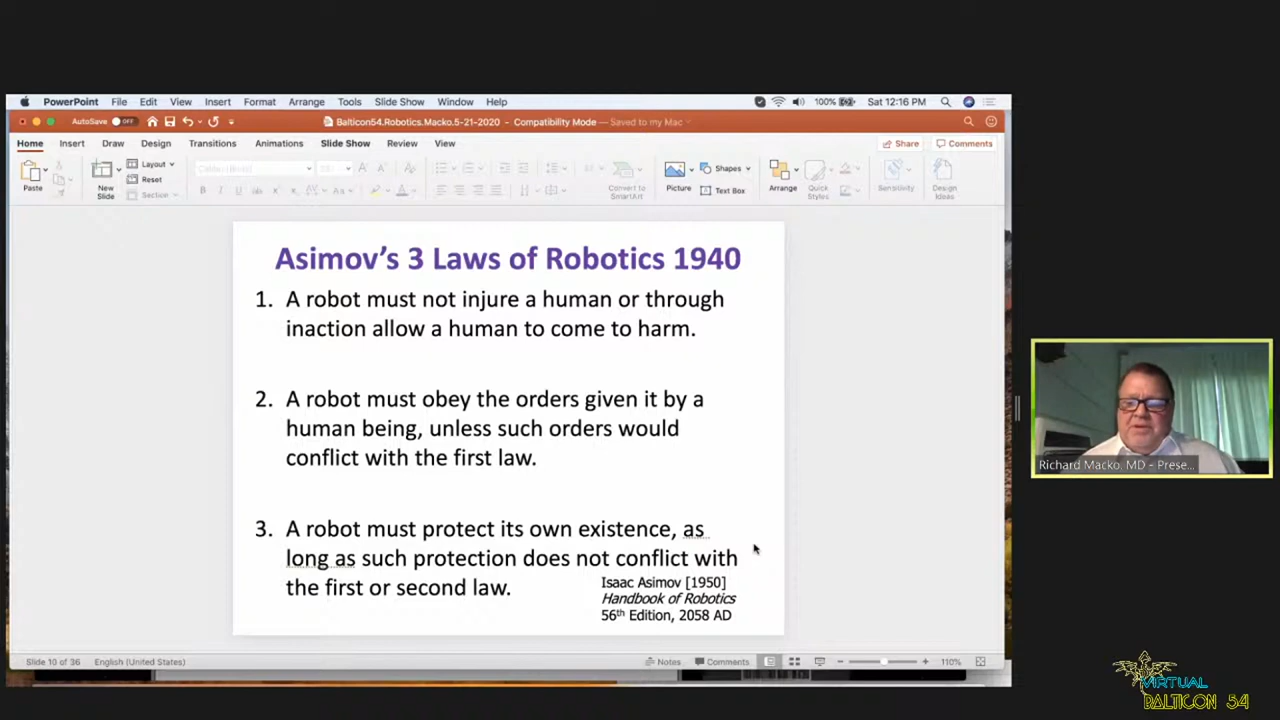 PowerPoint File Edit View Insert Format Arrange Tools Slide Show Window Help 100% Sat 12:16 PM
AutoSave OFF Balticon54.Robotics.Macko.5-21-2020 - Compatibility Mode — Saved to my Mac
Home Insert Draw Design Transitions Animations Slide Show Review View Share Comments
Paste
New
Slide
Layout
Reset
Section
Convert to
SmartArt
Picture
Shapes
Text Box
Arrange
Quick
Styles
Sensitivity
Design
Ideas
Asimov's 3 Laws of Robotics 1940
1. A robot must not injure a human or through
inaction allow a human to come to harm.
2. A robot must obey the orders given it by a
human being, unless such orders would
conflict with the first law.
3. A robot must protect its own existence, as
long as such protection does not conflict with
the first or second law.
Isaac Asimov [1950]
Handbook of Robotics
56th Edition, 2058 AD
Richard Macko, MD - Prese...
Slide 10 of 36 English (United States) Notes Comments 110%
VIRTUAL
BALTICON 54